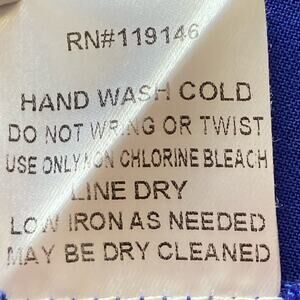 RN#119146
HAND WASH COLD
DO NOT WRING OR TWIST
USE ONLY NON CHLORINE BLEACH
LINE DRY
LOW IRON AS NEEDED
MAY BE DRY CLEANED